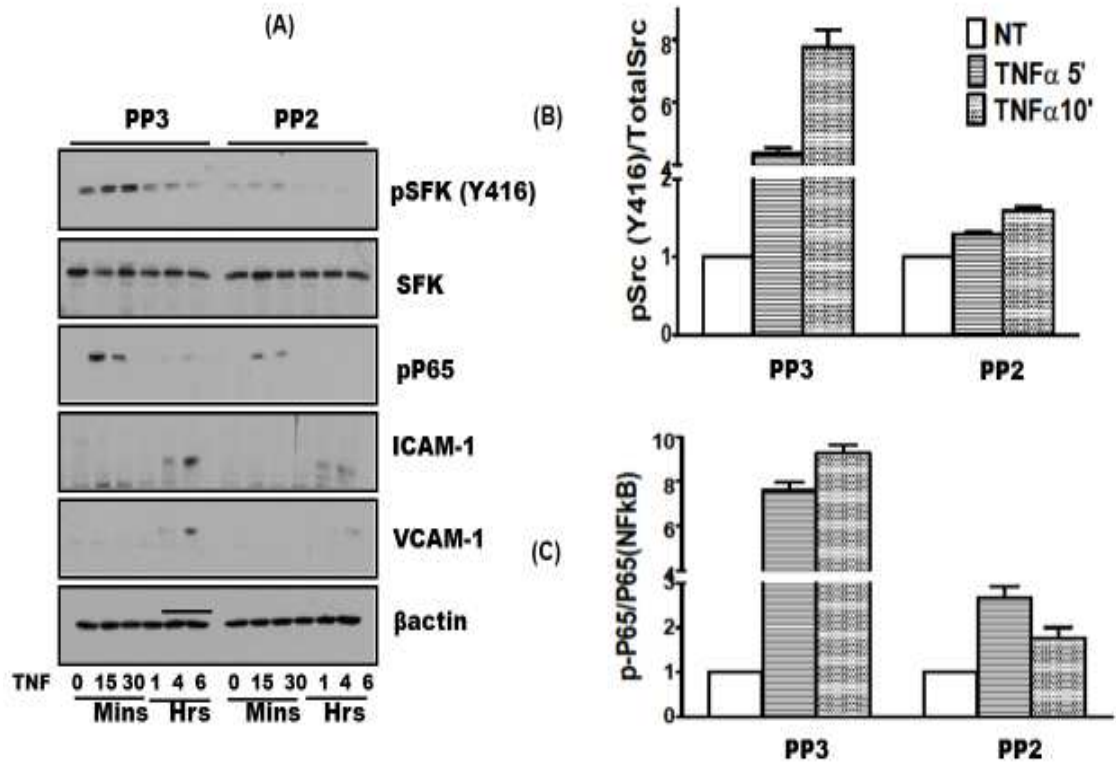 (A)
PP3 PP2
pSFK (Y416)
SFK
pP65
ICAM-1
VCAM-1
βactin
TNF 0 15 30 1 4 6 0 15 30 1 4 6
Mins Hrs Mins Hrs
(B)
pSrc (Y416)/TotalSrc
8
6
4
2
1
0
NT
TNFα 5'
TNFα10'
PP3 PP2
(C)
p-P65/P65(NFkB)
10
8
6
4
3
2
1
0
PP3 PP2